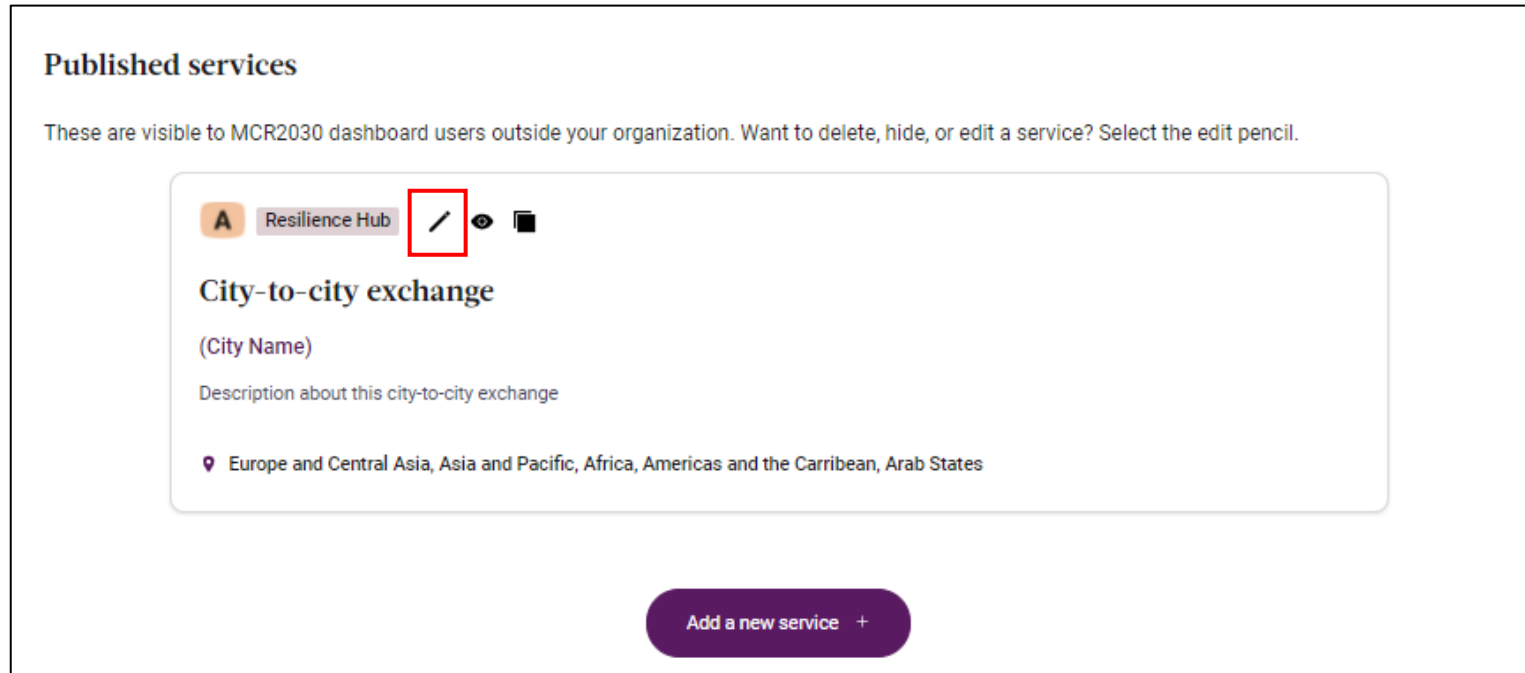 Published services
These are visible to MCR2030 dashboard users outside your organization. Want to delete, hide, or edit a service? Select the edit pencil.
A Resilience Hub
City-to-city exchange
(City Name)
Description about this city-to-city exchange
Europe and Central Asia, Asia and Pacific, Africa, Americas and the Carribean, Arab States
Add a new service +